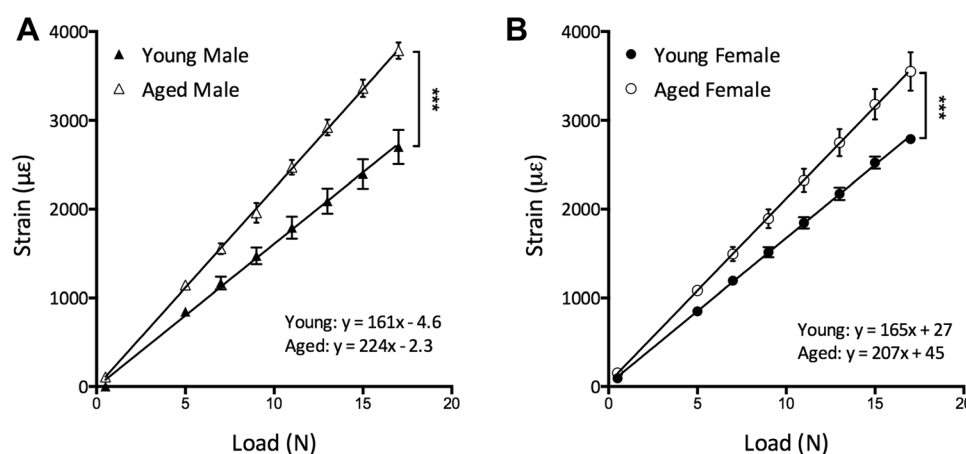 A
Young Male
Aged Male
***
4000
3000
2000
1000
0
Strain (με)
0 5 10 15 20
Load (N)
Young: y = 161x - 4.6
Aged: y = 224x - 2.3
B
Young Female
Aged Female
***
4000
3000
2000
1000
0
Strain (με)
0 5 10 15 20
Load (N)
Young: y = 165x + 27
Aged: y = 207x + 45